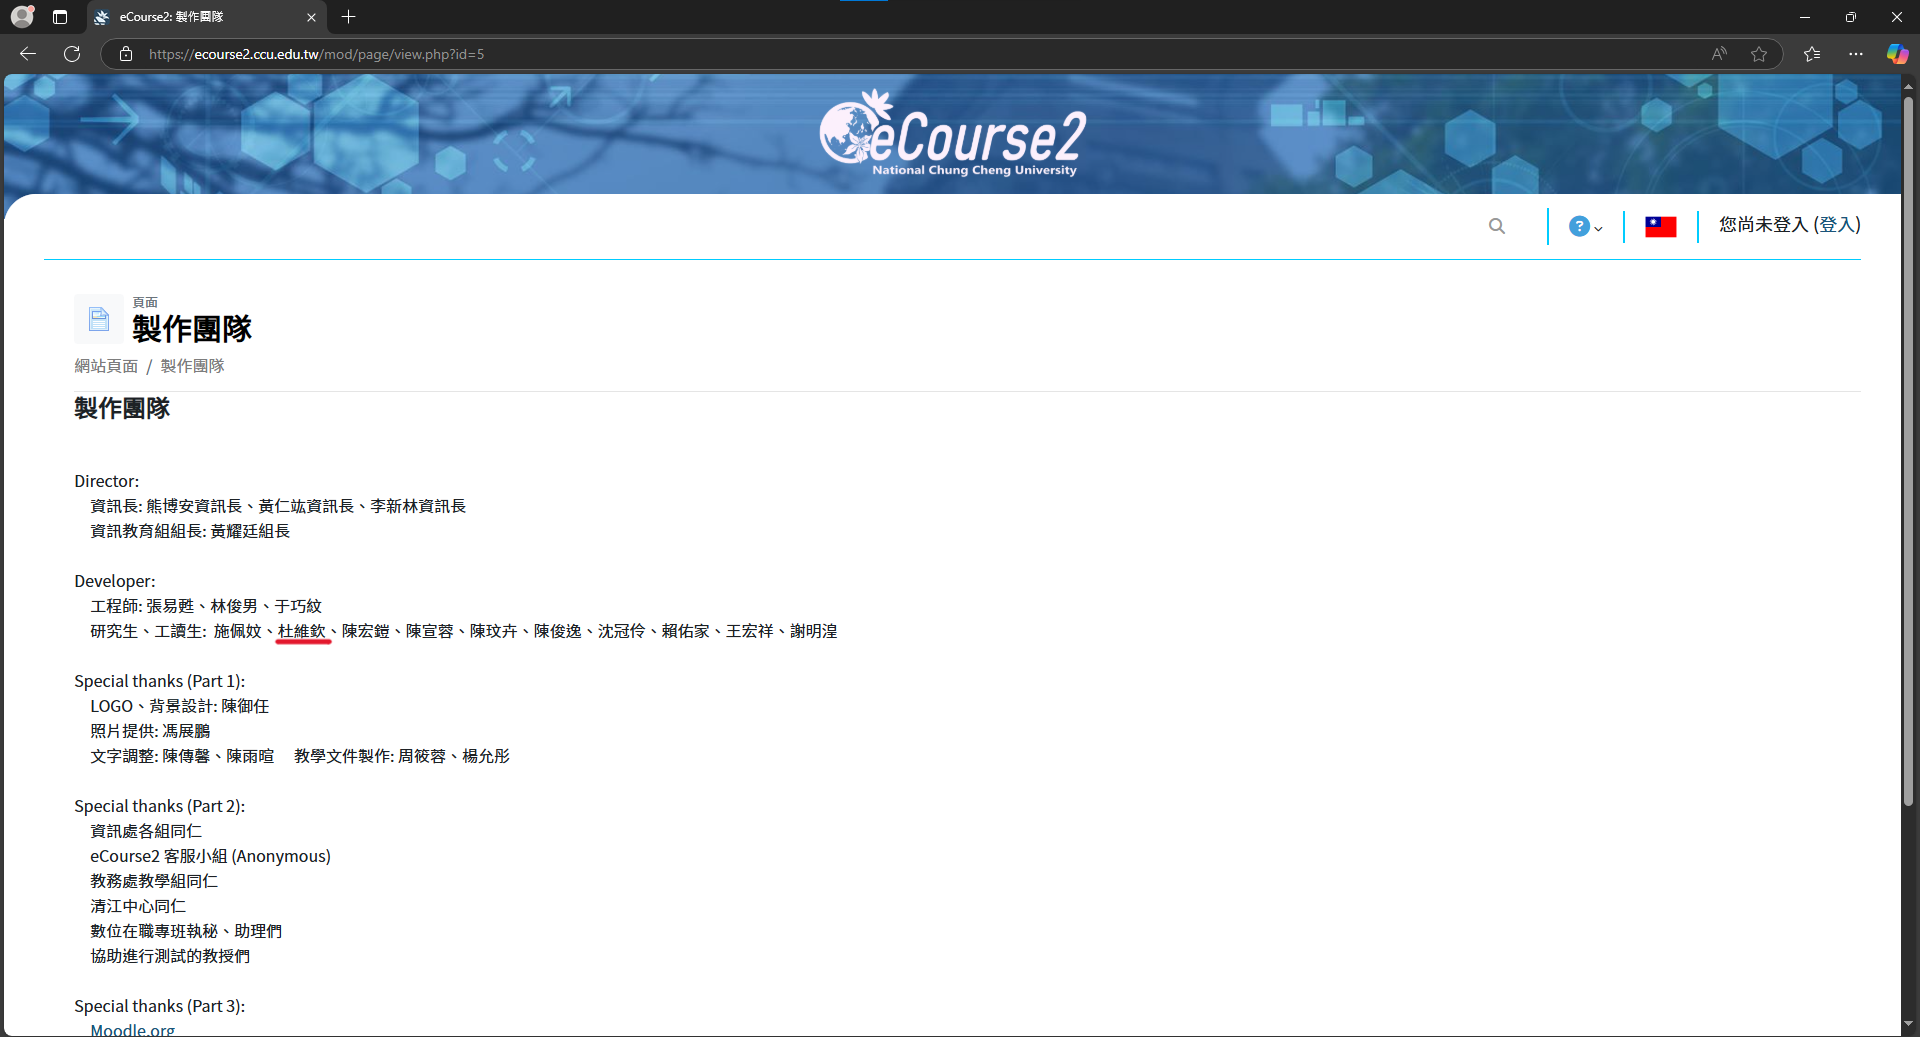 eCourse2: 製作團隊
https://ecourse2.ccu.edu.tw/mod/page/view.php?id=5
eCourse2
National Chung Cheng University
您尚未登入 (登入)
頁面
製作團隊
網站頁面 / 製作團隊
製作團隊
Director:
資訊長: 熊博安資訊長、黃仁竑資訊長、李新林資訊長
資訊教育組組長: 黃耀廷組長
Developer:
工程師: 張易甦、林俊男、于巧紋
研究生、工讀生: 施佩妏、杜維欽、陳宏鎧、陳宣蓉、陳玟卉、陳俊逸、沈冠伶、賴佑家、王宏祥、謝明湟
Special thanks (Part 1):
LOGO、背景設計: 陳御任
照片提供: 馮展鵬
文字調整: 陳傳馨、陳雨暄 教學文件製作: 周筱蓉、楊允彤
Special thanks (Part 2):
資訊處各組同仁
eCourse2 客服小組 (Anonymous)
教務處教學組同仁
清江中心同仁
數位在職專班執秘、助理們
協助進行測試的教授們
Special thanks (Part 3):
Moodle.org